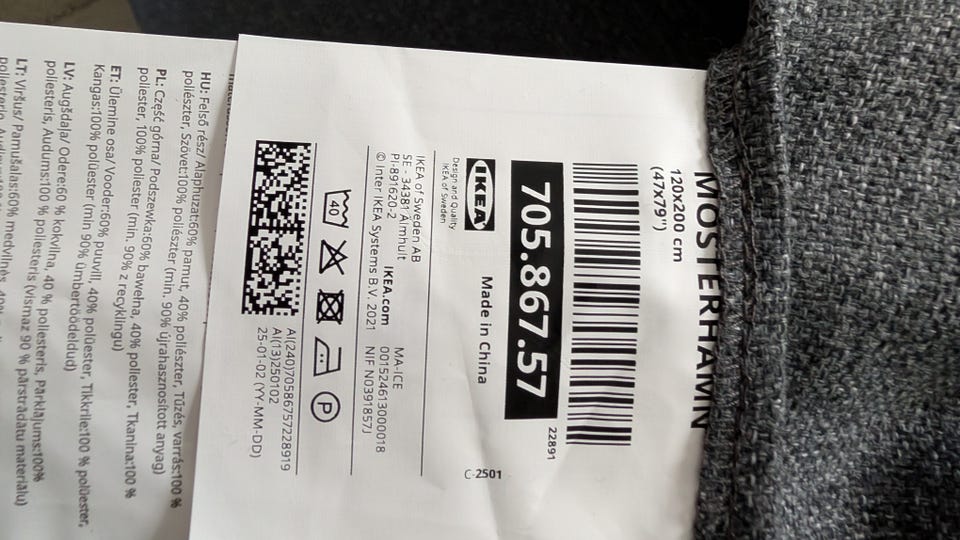 MOSTERHAMN
120x200 cm
(47x79")
22891
705.867.57
IKEA
Design and Quality
IKEA of Sweden
Made in China
C-2501
IKEA of Sweden AB
SE - 34381 Älmhult
PI-891620-2
© Inter IKEA Systems B.V. 2021
IKEA.com
MA-ICE
001524613000018
NIF N0391857J
40
P
AI(240)70586757228919
AI(13)250102
25-01-02 (YY-MM-DD)
HU: Felső rész/ Alaphuzat:60% pamut, 40% poliészter, Tűzés, varrás:100 %
poliészter, Szövet:100% poliészter (min. 90% újrahasznosított anyag)
PL: Część górna/ Podszewka:60% bawełna, 40% poliester, Tkanina:100 %
poliester, 100% poliester (min. 90% z recyklingu)
ET: Ülemine osa/ Vooder:60% puuvill, 40% polüester, Tikkrile:100 % polüester,
Kangas:100% polüester (min 90% ümbertöödeldud)
LV: Augšdaļa/ Odere:60 % kokvilna, 40 % poliesteris, Pārklājums:100%
poliesteris, Audums:100 % poliesteris (vismaz 90 % pārstrādātu materiālu)
LT: Viršus/ Pamušalas:60% medvilnės, 40%